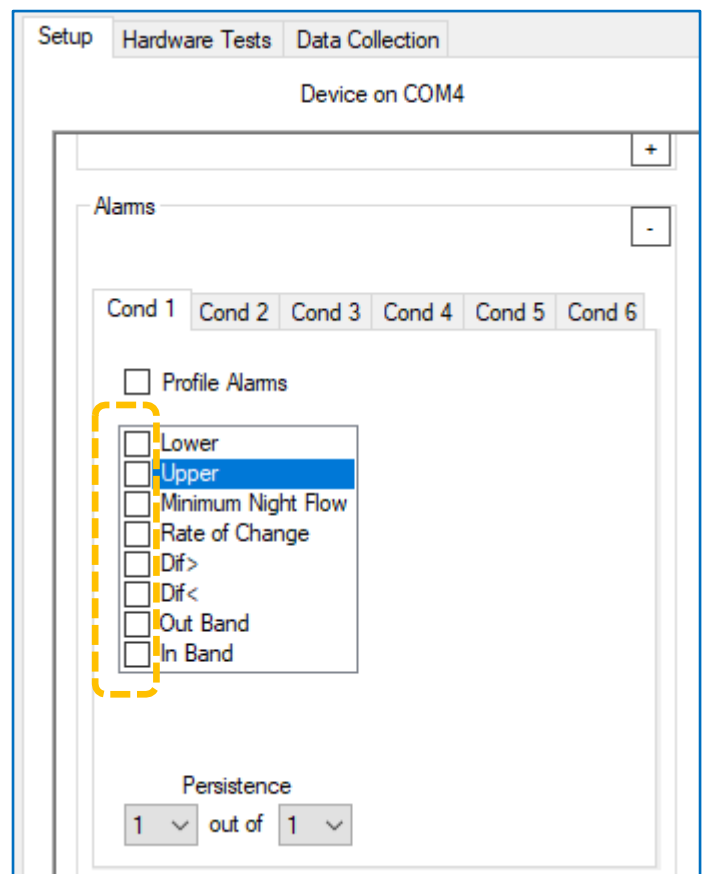 Setup Hardware Tests Data Collection
Device on COM4
+
Alarms
-
Cond 1 Cond 2 Cond 3 Cond 4 Cond 5 Cond 6
Profile Alarms
Lower
Upper
Minimum Night Flow
Rate of Change
Dif>
Dif<
Out Band
In Band
Persistence
1 out of 1